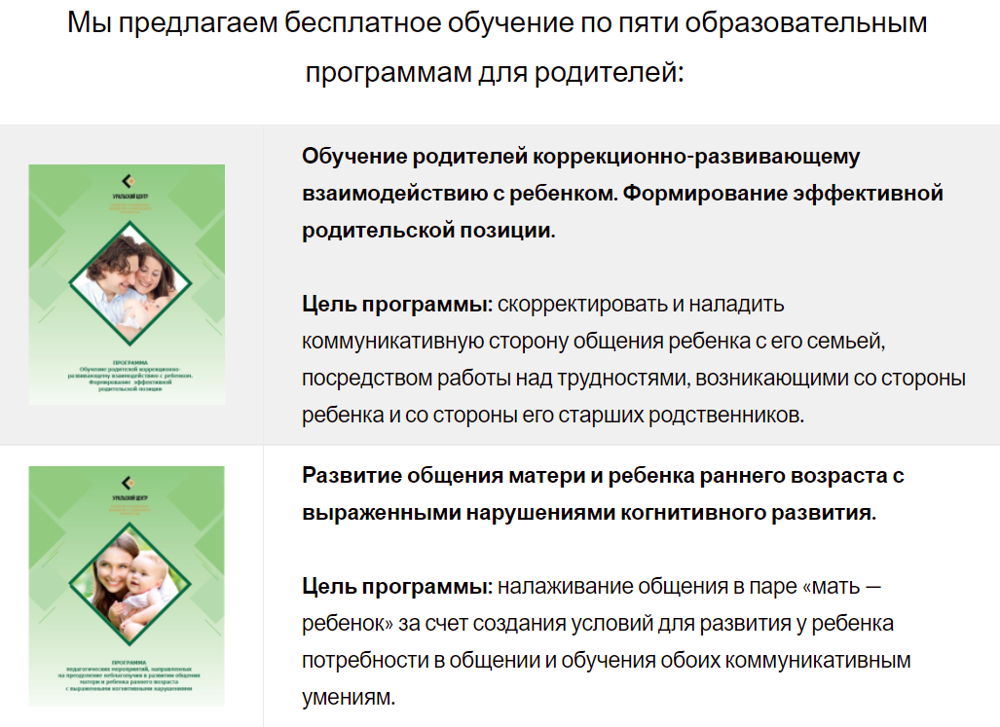 Мы предлагаем бесплатное обучение по пяти образовательным
программам для родителей:
УРАЛЬСКИЙ ЦЕНТР
ПРОГРАММА
Обучение родителей коррекционно-
развивающему взаимодействию с ребенком.
Формирование эффективной
родительской позиции
Обучение родителей коррекционно-развивающему
взаимодействию с ребенком. Формирование эффективной
родительской позиции.
Цель программы: скорректировать и наладить
коммуникативную сторону общения ребенка с его семьей,
посредством работы над трудностями, возникающими со стороны
ребенка и со стороны его старших родственников.
УРАЛЬСКИЙ ЦЕНТР
ПРОГРАММА
педагогических мероприятий, направленных
на преодоление неблагополучия в развитии общения
матери и ребенка раннего возраста
с выраженными когнитивными нарушениями
Развитие общения матери и ребенка раннего возраста с
выраженными нарушениями когнитивного развития.
Цель программы: налаживание общения в паре «мать —
ребенок» за счет создания условий для развития у ребенка
потребности в общении и обучения обоих коммуникативным
умениям.